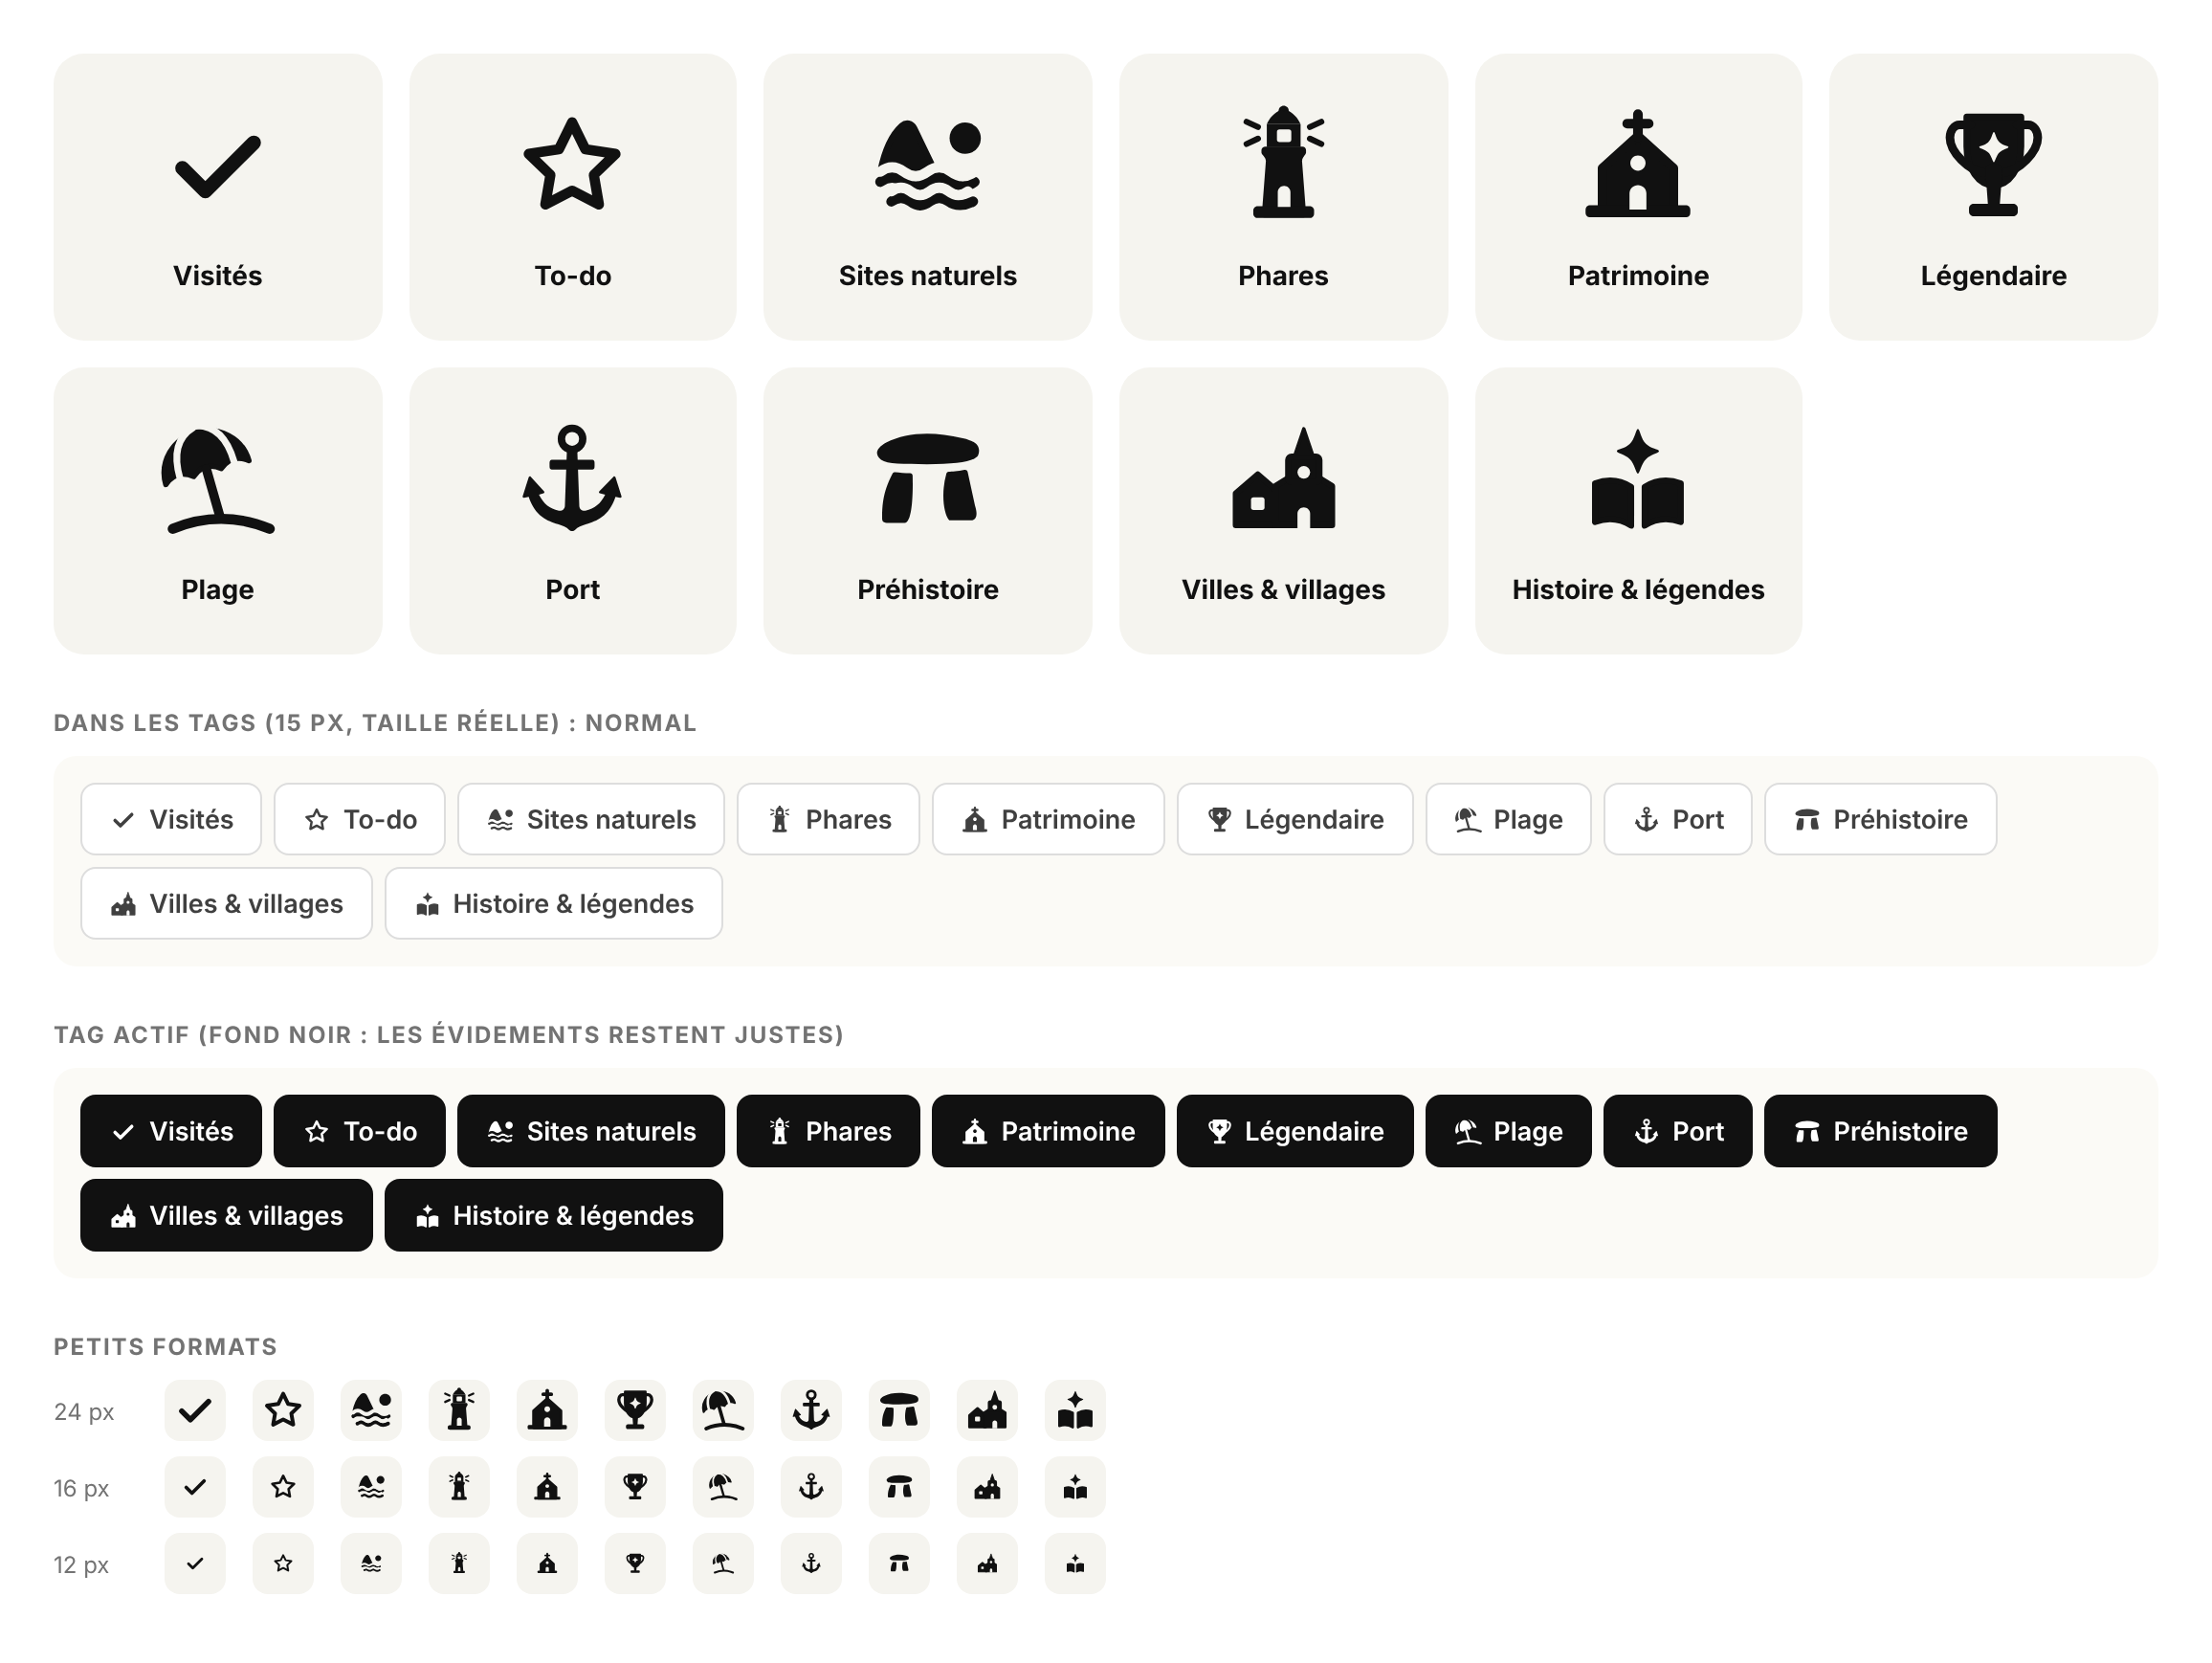 Visités
To-do
Sites naturels
Phares
Patrimoine
Légendaire
Plage
Port
Préhistoire
Villes & villages
Histoire & légendes
DANS LES TAGS (15 PX, TAILLE RÉELLE) : NORMAL
Visités
To-do
Sites naturels
Phares
Patrimoine
Légendaire
Plage
Port
Préhistoire
Villes & villages
Histoire & légendes
TAG ACTIF (FOND NOIR : LES ÉVIDEMENTS RESTENT JUSTES)
Visités
To-do
Sites naturels
Phares
Patrimoine
Légendaire
Plage
Port
Préhistoire
Villes & villages
Histoire & légendes
PETITS FORMATS
24 px
16 px
12 px